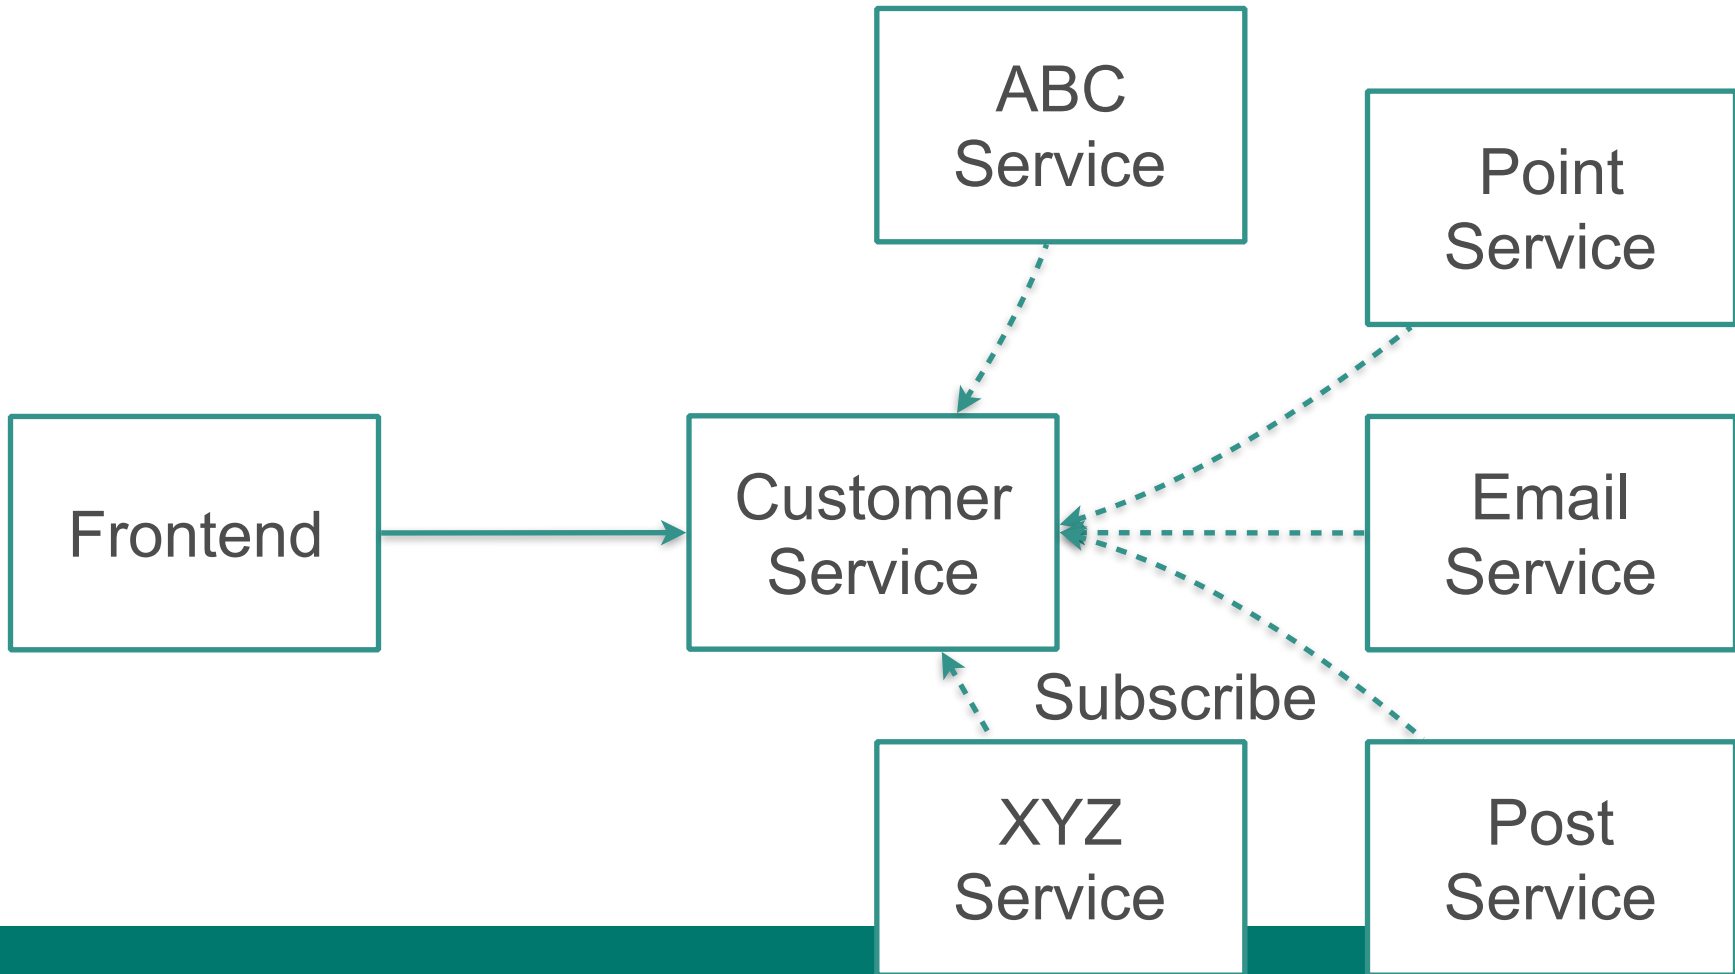 ABC
Service
Point
Service
Frontend
Customer
Service
Email
Service
Subscribe
XYZ
Service
Post
Service